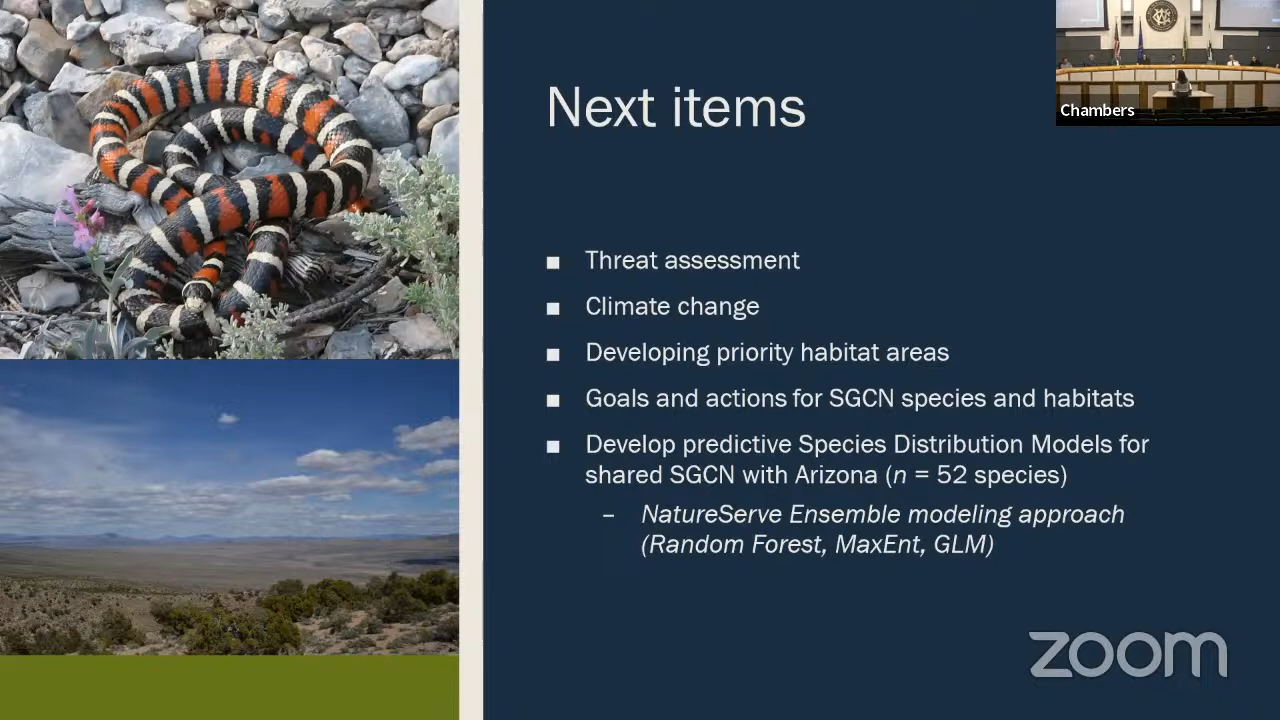 Chambers
Next items
Threat assessment
Climate change
Developing priority habitat areas
Goals and actions for SGCN species and habitats
Develop predictive Species Distribution Models for
shared SGCN with Arizona (n = 52 species)
– NatureServe Ensemble modeling approach
(Random Forest, MaxEnt, GLM)
zoom